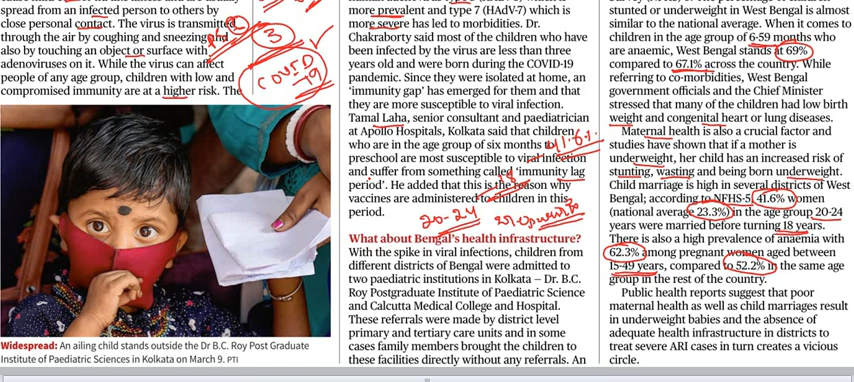 spread from an infected person to others by
close personal contact. The virus is transmitted
through the air by coughing and sneezing and
also by touching an object or surface with
adenoviruses on it. While the virus can affect
people of any age group, children with low and
compromised immunity are at a higher risk. The
3
COVID
19
Widespread: An ailing child stands outside the Dr B.C. Roy Post Graduate
Institute of Paediatric Sciences in Kolkata on March 9. PTI
more prevalent and type 7 (HAdV-7) which is
more severe has led to morbidities. Dr.
Chakraborty said most of the children who
have been infected by the virus are less than three
years old and were born during the COVID-19
pandemic. Since they were isolated at home, an
'immunity gap' has emerged for them and that
they are more susceptible to viral infection.
Tamal Laha, senior consultant and paediatrician
at Apollo Hospitals, Kolkata said that children
who are in the age group of six months to
preschool are most susceptible to viral infection
and suffer from something called 'immunity lag
period'. He added that this is the reason why
vaccines are administered to children in this
period.
41.6%
18
20-24
What about Bengal's health infrastructure?
With the spike in viral infections, children from
different districts of Bengal were admitted to
two paediatric institutions in Kolkata – Dr. B.C.
Roy Postgraduate Institute of Paediatric Science
and Calcutta Medical College and Hospital.
These referrals were made by district level
primary and tertiary care units and in some
cases family members brought the children to
these facilities directly without any referrals. An
stunted or underweight in West Bengal is almost
similar to the national average. When it comes to
children in the age group of 6-59 months who
are anaemic, West Bengal stands at 69%
compared to 67.1% across the country. While
referring to co-morbidities, West Bengal
government officials and the Chief Minister
stressed that many of the children had low birth
weight and congenital heart or lung diseases.
Maternal health is also a crucial factor and
studies have shown that if a mother is
underweight, her child has an increased risk of
stunting, wasting and being born underweight.
Child marriage is high in several districts of West
Bengal; according to NFHS-5, 41.6% women
(national average 23.3%) in the age group 20-24
years were married before turning 18 years.
There is also a high prevalence of anaemia with
62.3% among pregnant women aged between
15-49 years, compared to 52.2% in the same age
group in the rest of the country.
Public health reports suggest that poor
maternal health as well as child marriages result
in underweight babies and the absence of
adequate health infrastructure in districts to
treat severe ARI cases in turn creates a vicious
circle.